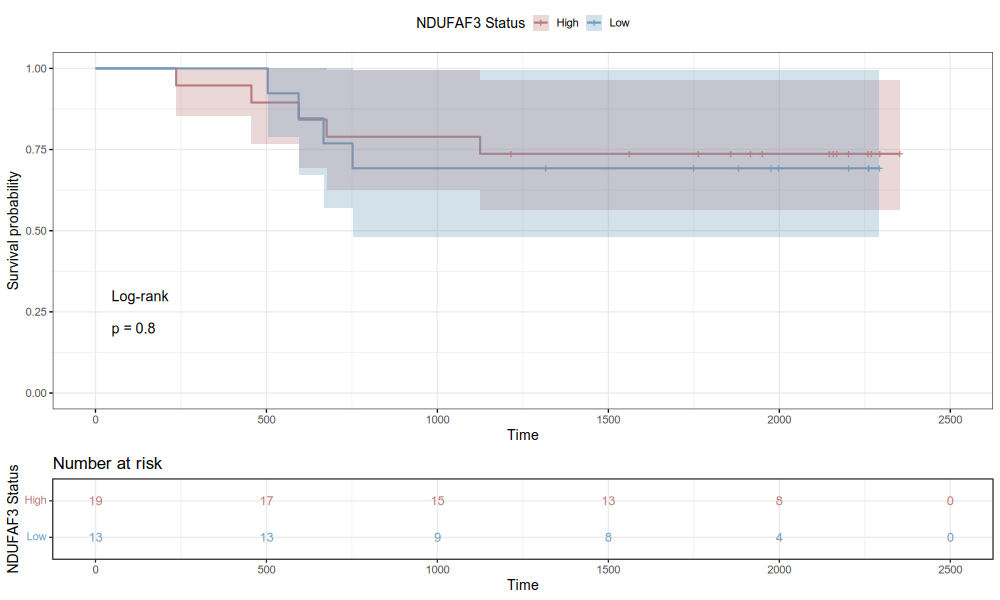 NDUFAF3 Status High Low
Survival probability
1.00
0.75
0.50
0.25
0.00
Log-rank
p = 0.8
0 500 1000 1500 2000 2500
Time
Number at risk
NDUFAF3 Status
High 19 17 15 13 8 0
Low 13 13 9 8 4 0
0 500 1000 1500 2000 2500
Time